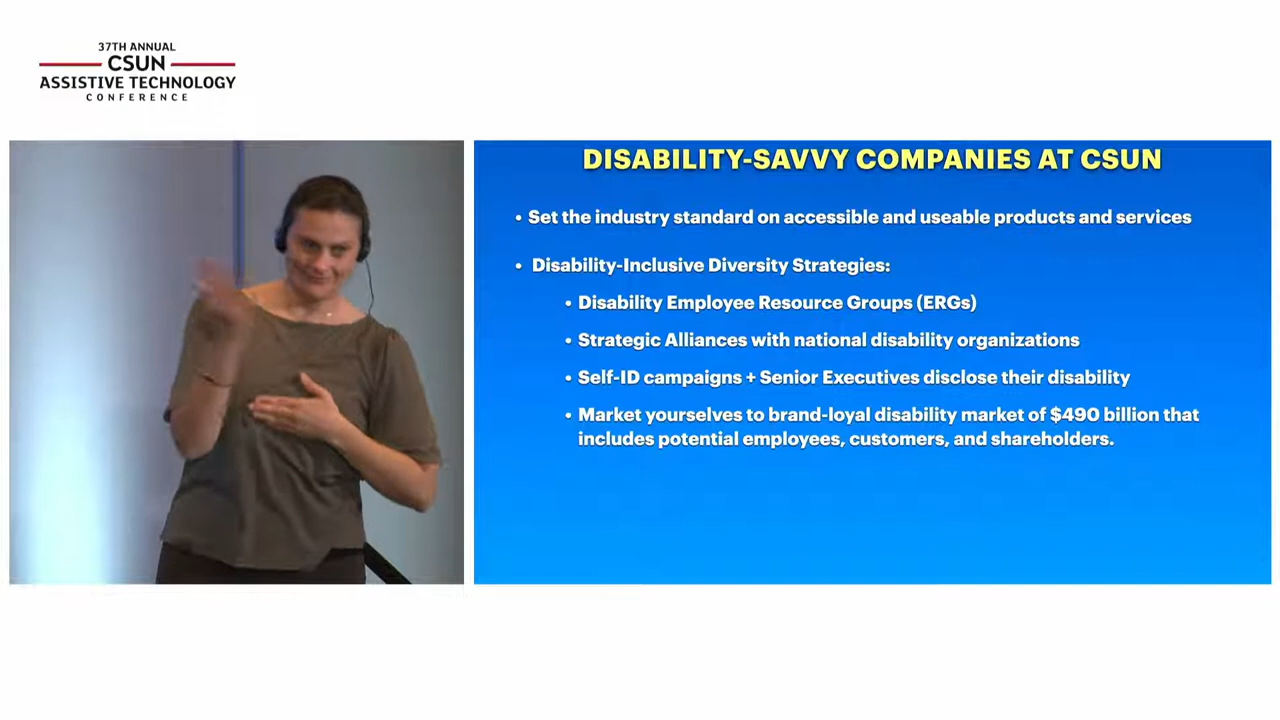 37TH ANNUAL
CSUN
ASSISTIVE TECHNOLOGY
CONFERENCE
DISABILITY-SAVVY COMPANIES AT CSUN
• Set the industry standard on accessible and useable products and services
• Disability-Inclusive Diversity Strategies:
• Disability Employee Resource Groups (ERGs)
• Strategic Alliances with national disability organizations
• Self-ID campaigns + Senior Executives disclose their disability
• Market yourselves to brand-loyal disability market of $490 billion that
includes potential employees, customers, and shareholders.